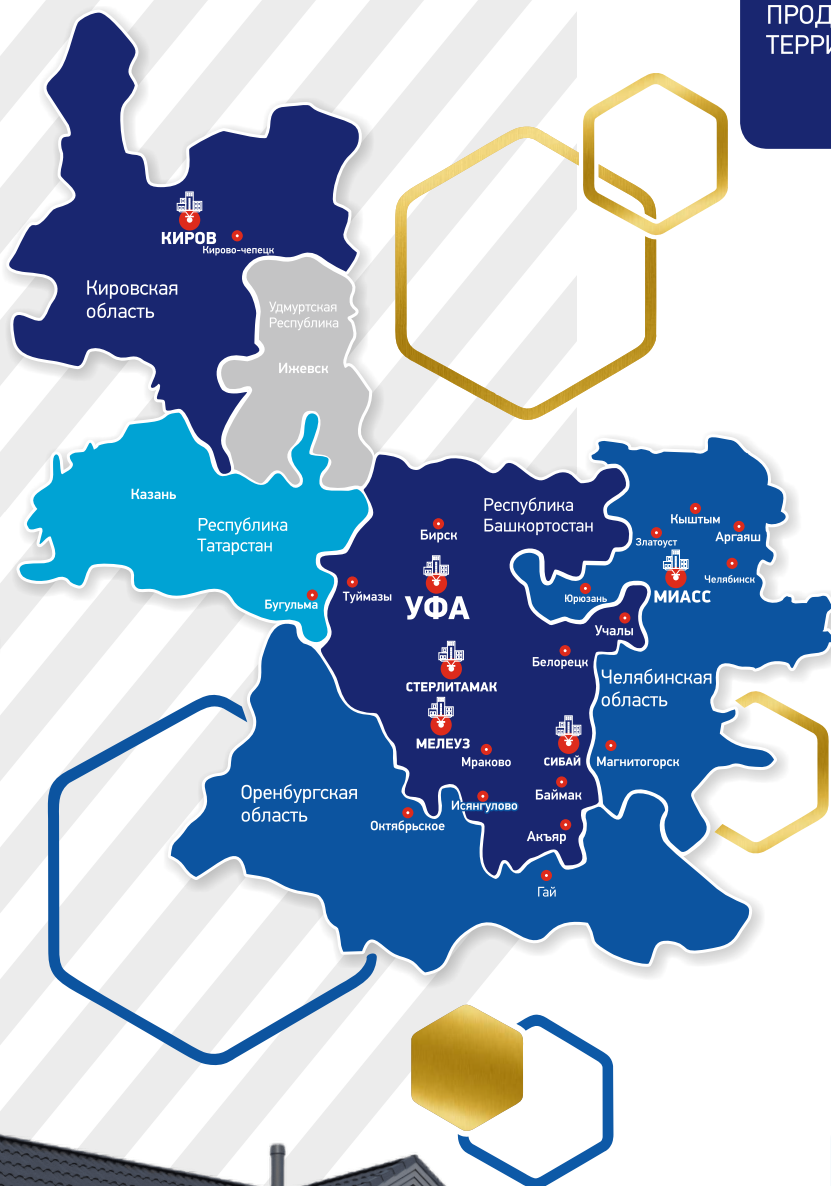 ПРОД
ТЕРРИ
КИРОВ
Кирово-чепецк
Кировская
область
Удмуртская
Республика
Ижевск
Казань
Республика
Татарстан
Бугульма
Республика
Башкортостан
Бирск
Туймазы
УФА
Кыштым
Златоуст
Аргаяш
Челябинск
Юрюзань
МИАСС
Учалы
Белорецк
СТЕРЛИТАМАК
Челябинская
область
МЕЛЕУЗ
Мраково
СИБАЙ
Магнитогорск
Оренбургская
область
Баймак
Исянгулово
Октябрьское
Акъяр
Гай